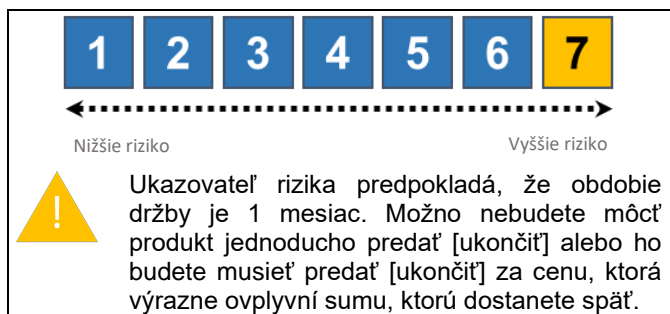 1 2 3 4 5 6 7
Nižšie riziko Vyššie riziko
!
Ukazovateľ rizika predpokladá, že obdobie
držby je 1 mesiac. Možno nebudete môcť
produkt jednoducho predať [ukončiť] alebo ho
budete musieť predať [ukončiť] za cenu, ktorá
výrazne ovplyvní sumu, ktorú dostanete späť.